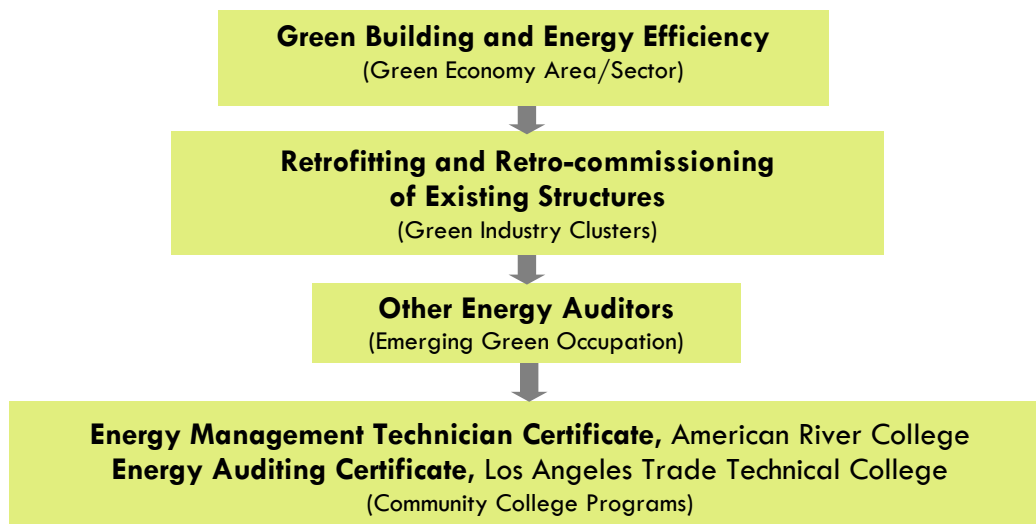 Green Building and Energy Efficiency
(Green Economy Area/Sector)
Retrofitting and Retro-commissioning
of Existing Structures
(Green Industry Clusters)
Other Energy Auditors
(Emerging Green Occupation)
Energy Management Technician Certificate, American River College
Energy Auditing Certificate, Los Angeles Trade Technical College
(Community College Programs)